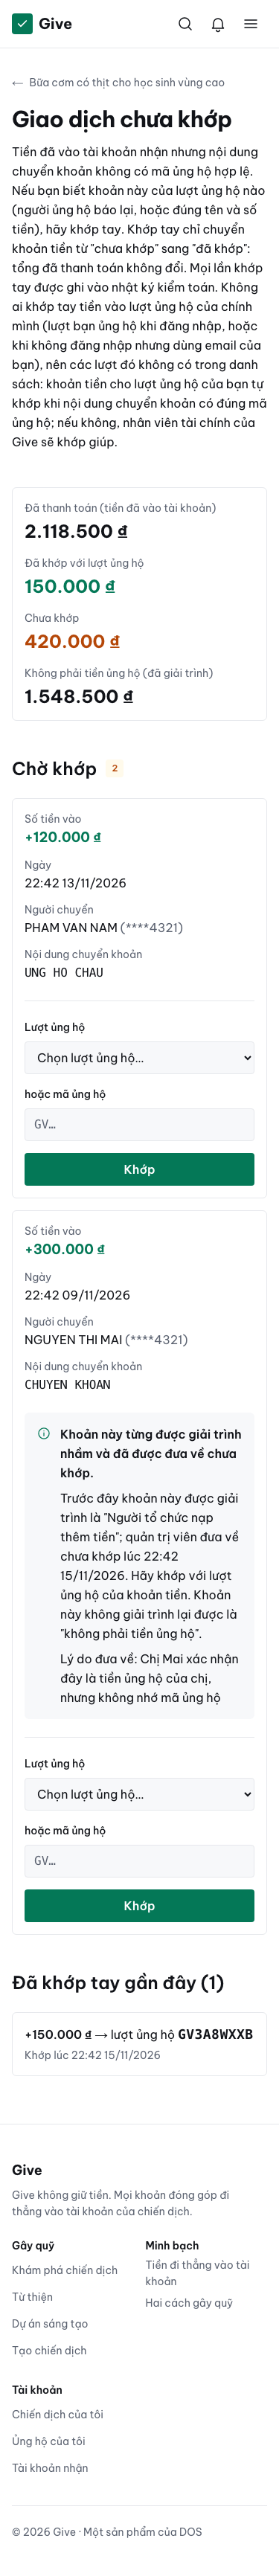 Give
← Bữa cơm có thịt cho học sinh vùng cao
Giao dịch chưa khớp
Tiền đã vào tài khoản nhận nhưng nội dung
chuyển khoản không có mã ủng hộ hợp lệ.
Nếu bạn biết khoản này của lượt ủng hộ nào
(người ủng hộ báo lại, hoặc đúng tên và số
tiền), hãy khớp tay. Khớp tay chỉ chuyển
khoản tiền từ "chưa khớp" sang "đã khớp":
tổng đã thanh toán không đổi. Mọi lần khớp
tay được ghi vào nhật ký kiểm toán. Không
ai khớp tay tiền vào lượt ủng hộ của chính
mình (lượt bạn ủng hộ khi đăng nhập, hoặc
khi không đăng nhập nhưng dùng email của
bạn), nên các lượt đó không có trong danh
sách: khoản tiền cho lượt ủng hộ của bạn tự
khớp khi nội dung chuyển khoản có đúng mã
ủng hộ; nếu không, nhân viên tài chính của
Give sẽ khớp giúp.
Đã thanh toán (tiền đã vào tài khoản)
2.118.500 ₫
Đã khớp với lượt ủng hộ
150.000 ₫
Chưa khớp
420.000 ₫
Không phải tiền ủng hộ (đã giải trình)
1.548.500 ₫
Chờ khớp 2
Số tiền vào
+120.000 ₫
Ngày
22:42 13/11/2026
Người chuyển
PHAM VAN NAM (****4321)
Nội dung chuyển khoản
UNG HO CHAU
Lượt ủng hộ
Chọn lượt ủng hộ...
hoặc mã ủng hộ
GV…
Khớp
Số tiền vào
+300.000 ₫
Ngày
22:42 09/11/2026
Người chuyển
NGUYEN THI MAI (****4321)
Nội dung chuyển khoản
CHUYEN KHOAN
Khoản này từng được giải trình
nhầm và đã được đưa về chưa
khớp.
Trước đây khoản này được giải
trình là "Người tổ chức nạp
thêm tiền"; quản trị viên đưa về
chưa khớp lúc 22:42
15/11/2026. Hãy khớp với lượt
ủng hộ của khoản tiền. Khoản
này không giải trình lại được là
"không phải tiền ủng hộ".
Lý do đưa về: Chị Mai xác nhận
đây là tiền ủng hộ của chị,
nhưng không nhớ mã ủng hộ
Lượt ủng hộ
Chọn lượt ủng hộ...
hoặc mã ủng hộ
GV…
Khớp
Đã khớp tay gần đây (1)
+150.000 ₫ → lượt ủng hộ GV3A8WXXB
Khớp lúc 22:42 15/11/2026
Give
Give không giữ tiền. Mọi khoản đóng góp đi
thẳng vào tài khoản của chiến dịch.
Gây quỹ
Khám phá chiến dịch
Từ thiện
Dự án sáng tạo
Tạo chiến dịch
Minh bạch
Tiền đi thẳng vào tài
khoản
Hai cách gây quỹ
Tài khoản
Chiến dịch của tôi
Ủng hộ của tôi
Tài khoản nhận
© 2026 Give · Một sản phẩm của DOS